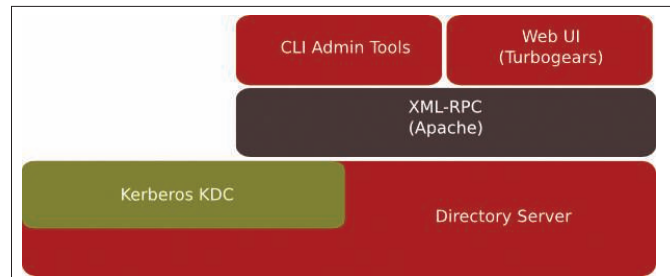 CLI Admin Tools
Web UI
(Turbogears)
XML-RPC
(Apache)
Kerberos KDC
Directory Server